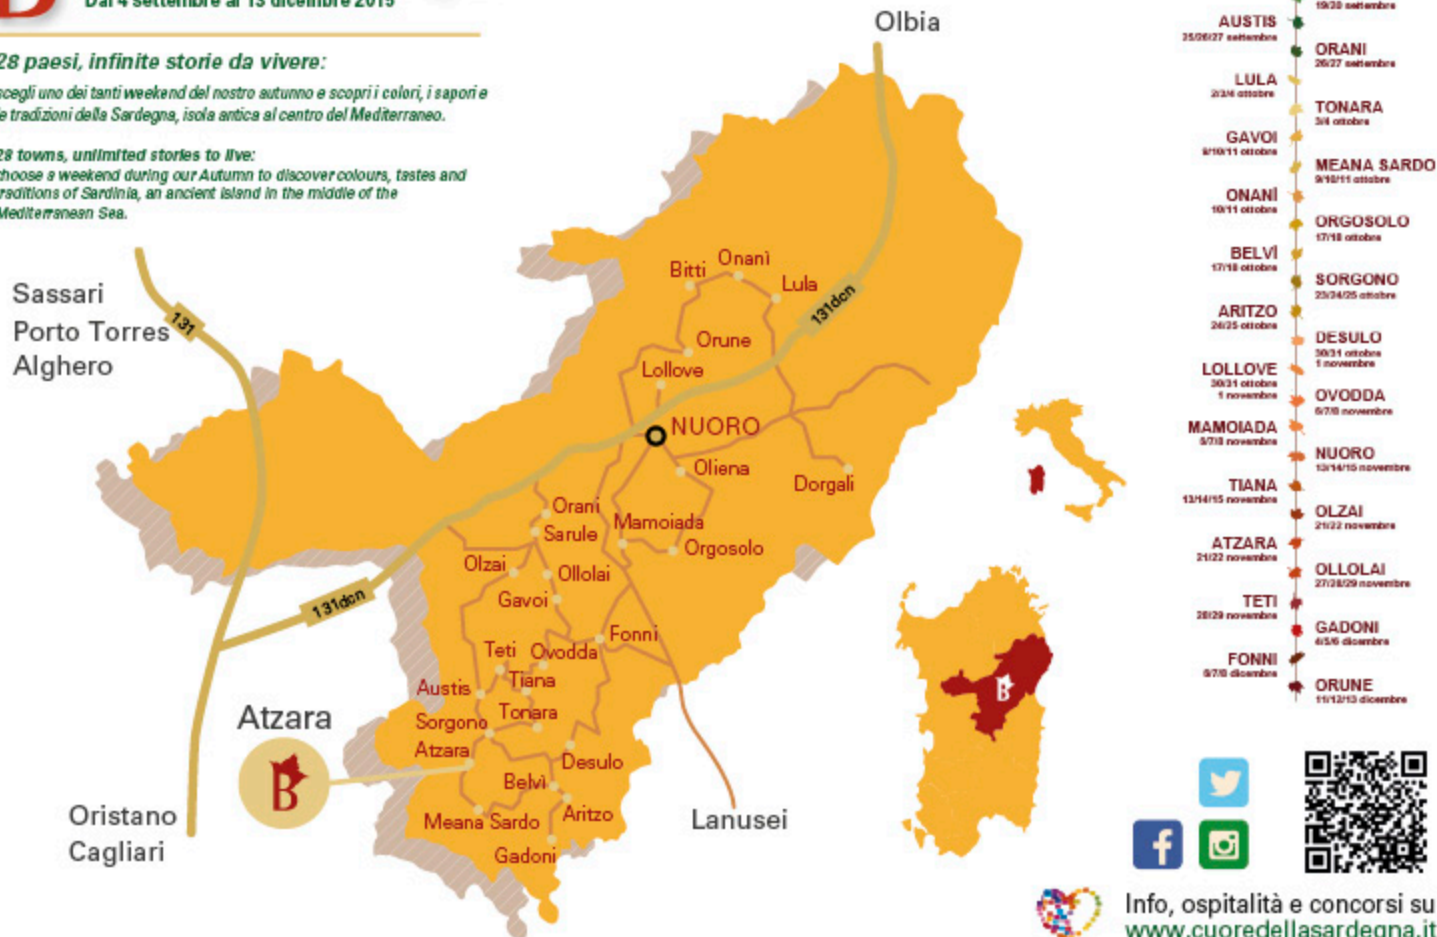 B
Dal 4 settembre al 13 dicembre 2015
28 paesi, infinite storie da vivere:
scegli uno dei tanti weekend del nostro autunno e scopri i colori, i sapori e
le tradizioni della Sardegna, isola antica al centro del Mediterraneo.
28 towns, unlimited stories to live:
choose a weekend during our Autumn to discover colours, tastes and
traditions of Sardinia, an ancient island in the middle of the
Mediterranean Sea.
Olbia
Sassari
Porto Torres
Alghero
131
131dcn
Bitti
Onanì
Lula
Orune
Lollove
NUORO
Oliena
Dorgali
Orani
Sarule
Mamoiada
Orgosolo
Olzai
Ollolai
Gavoi
131dcn
Fonni
Teti
Ovodda
Tiana
Austis
Tonara
Sorgono
Atzara
Atzara
B
Desulo
Belvì
Aritzo
Meana Sardo
Gadoni
Oristano
Cagliari
Lanusei
B
19/20 settembre
AUSTIS
25/26/27 settembre
ORANI
26/27 settembre
LULA
2/3/4 ottobre
TONARA
3/4 ottobre
GAVOI
8/10/11 ottobre
MEANA SARDO
9/10/11 ottobre
ONANÌ
10/11 ottobre
ORGOSOLO
17/18 ottobre
BELVÌ
17/18 ottobre
SORGONO
23/24/25 ottobre
ARITZO
24/25 ottobre
DESULO
30/31 ottobre
1 novembre
LOLLOVE
30/31 ottobre
1 novembre
OVODDA
6/7/8 novembre
MAMOIADA
6/7/8 novembre
NUORO
13/14/15 novembre
TIANA
13/14/15 novembre
OLZAI
21/22 novembre
ATZARA
21/22 novembre
OLLOLAI
27/28/29 novembre
TETI
28/29 novembre
GADONI
4/5/6 dicembre
FONNI
6/7/8 dicembre
ORUNE
11/12/13 dicembre
Info, ospitalità e concorsi su
www.cuoredellasardegna.it